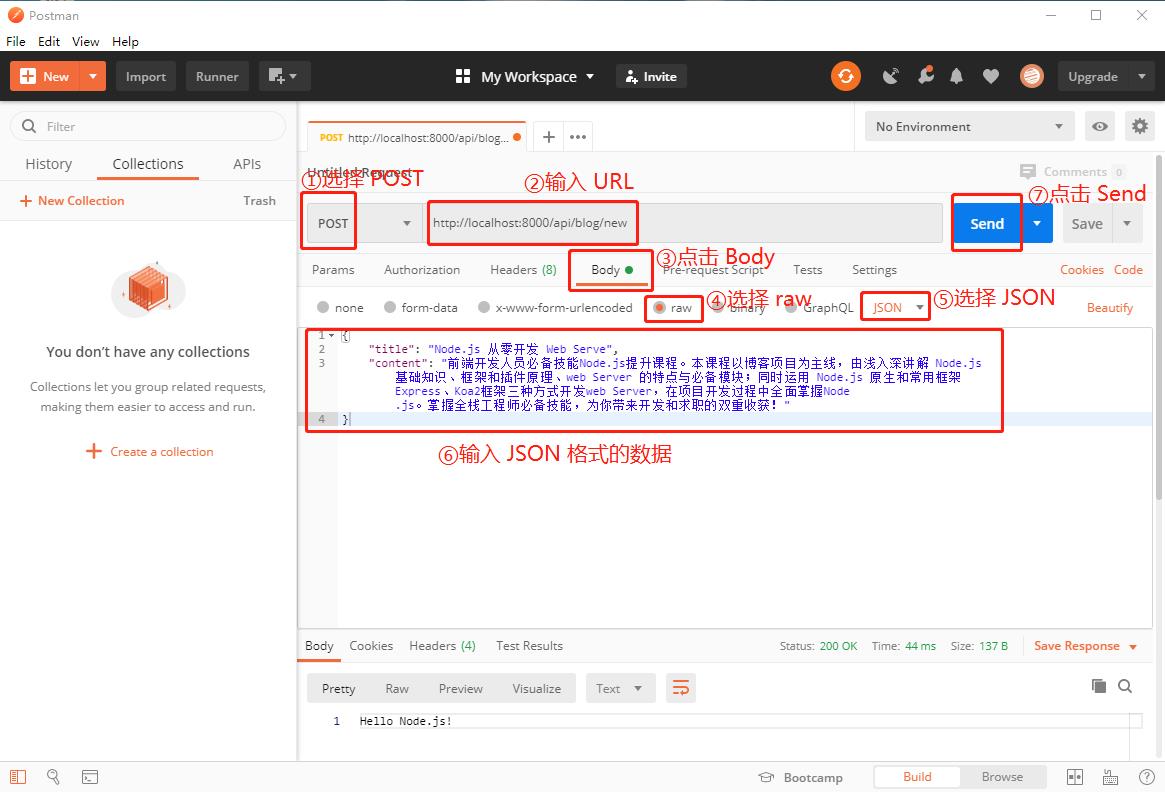 Postman
File Edit View Help
New Import Runner My Workspace Invite Upgrade
Filter
POST http://localhost:8000/api/blog... No Environment
History Collections APIs
Untitled Request Comments 0
①选择 POST ②输入 URL ⑦点击 Send
New Collection Trash
POST http://localhost:8000/api/blog/new Send Save
③点击 Body
Params Authorization Headers (8) Body Pre-request Script Tests Settings Cookies Code
④选择 raw ⑤选择 JSON
none form-data x-www-form-urlencoded raw binary GraphQL JSON Beautify
1 {
2 "title": "Node.js 从零开发 Web Serve",
3 "content": "前端开发人员必备技能Node.js提升课程。本课程以博客项目为主线，由浅入深讲解 Node.js
基础知识、框架和插件原理、web Server 的特点与必备模块；同时运用 Node.js 原生和常用框架
Express、Koa2框架三种方式开发web Server，在项目开发过程中全面掌握Node
.js。掌握全栈工程师必备技能，为你带来开发和求职的双重收获！"
4 }
⑥输入 JSON 格式的数据
You don't have any collections
Collections let you group related requests,
making them easier to access and run.
Create a collection
Body Cookies Headers (4) Test Results Status: 200 OK Time: 44 ms Size: 137 B Save Response
Pretty Raw Preview Visualize Text
1 Hello Node.js!
Bootcamp Build Browse